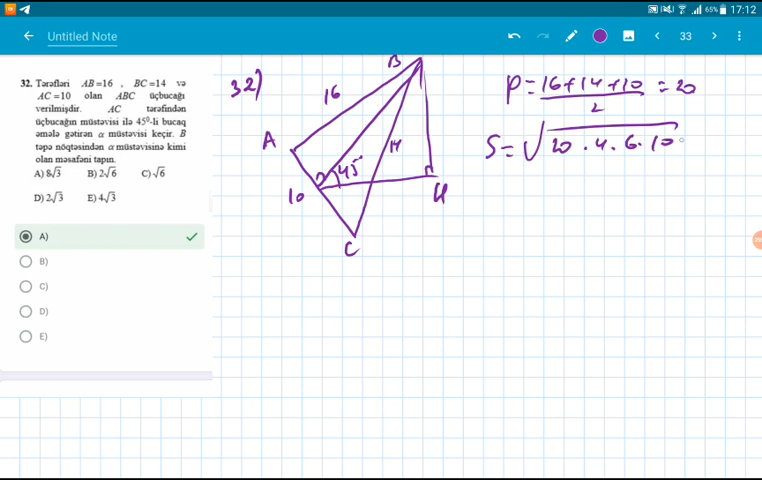 65% 17:12
Untitled Note
33
32. Tərəfləri AB=16 , BC=14 və
AC=10 olan ABC üçbucağı
verilmişdir. AC tərəfindən
üçbucağın müstəvisi ilə 45⁰-li bucaq
əmələ gətirən α müstəvisi keçir. B
təpə nöqtəsindən α müstəvisinə kimi
olan məsafəni tapın.
A) 8√3 B) 2√6 C) √6
D) 2√3 E) 4√3
A)
B)
C)
D)
E)
32)
B
16
A
14
D
45
10
H
C
P = (16+14+10)/2 = 20
S = √(20 · 4 · 6 · 10)